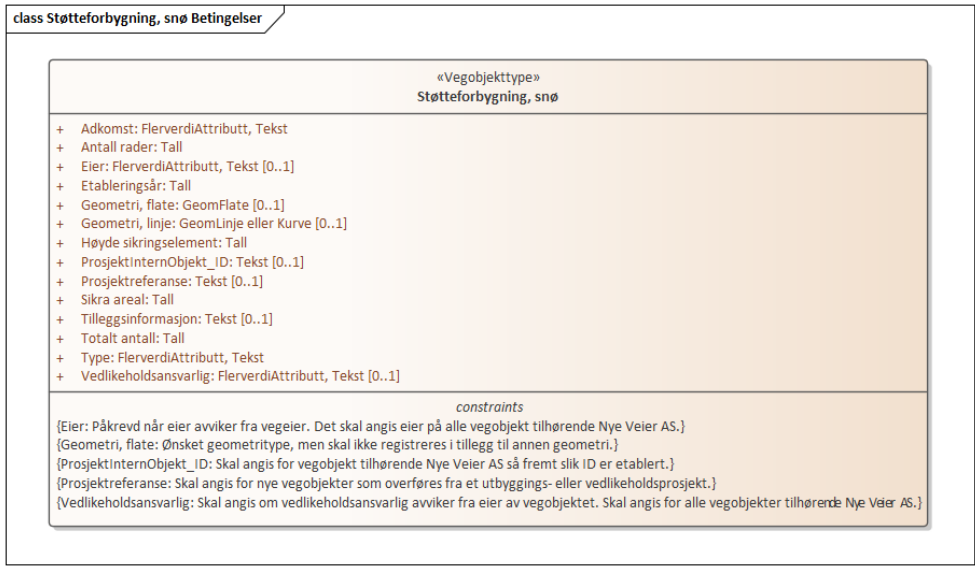 class Støtteforbygning, snø Betingelser
«Vegobjekttype»
Støtteforbygning, snø
+ Adkomst: FlerverdiAttributt, Tekst
+ Antall rader: Tall
+ Eier: FlerverdiAttributt, Tekst [0..1]
+ Etableringsår: Tall
+ Geometri, flate: GeomFlate [0..1]
+ Geometri, linje: GeomLinje eller Kurve [0..1]
+ Høyde sikringselement: Tall
+ ProsjektInternObjekt_ID: Tekst [0..1]
+ Prosjektreferanse: Tekst [0..1]
+ Sikra areal: Tall
+ Tilleggsinformasjon: Tekst [0..1]
+ Totalt antall: Tall
+ Type: FlerverdiAttributt, Tekst
+ Vedlikeholdsansvarlig: FlerverdiAttributt, Tekst [0..1]
constraints
{Eier: Påkrevd når eier avviker fra vegeier. Det skal angis eier på alle vegobjekt tilhørende Nye Veier AS.}
{Geometri, flate: Ønsket geometritype, men skal ikke registreres i tillegg til annen geometri.}
{ProsjektInternObjekt_ID: Skal angis for vegobjekt tilhørende Nye Veier AS så fremt slik ID er etablert.}
{Prosjektreferanse: Skal angis for nye vegobjekter som overføres fra et utbyggings- eller vedlikeholdsprosjekt.}
{Vedlikeholdsansvarlig: Skal angis om vedlikeholdsansvarlig avviker fra eier av vegobjektet. Skal angis for alle vegobjekter tilhørende Nye Veier AS.}